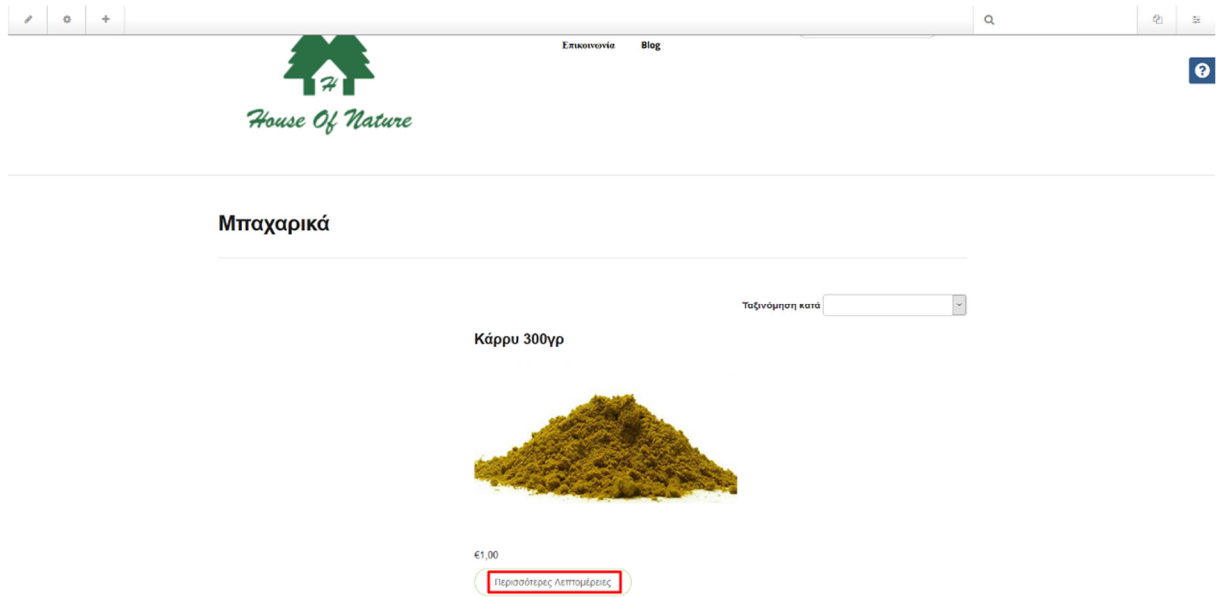 Επικοινωνία Blog
H
House Of Nature
Μπαχαρικά
Ταξινόμηση κατά
Κάρρυ 300γρ
€1,00
Περισσότερες Λεπτομέρειες